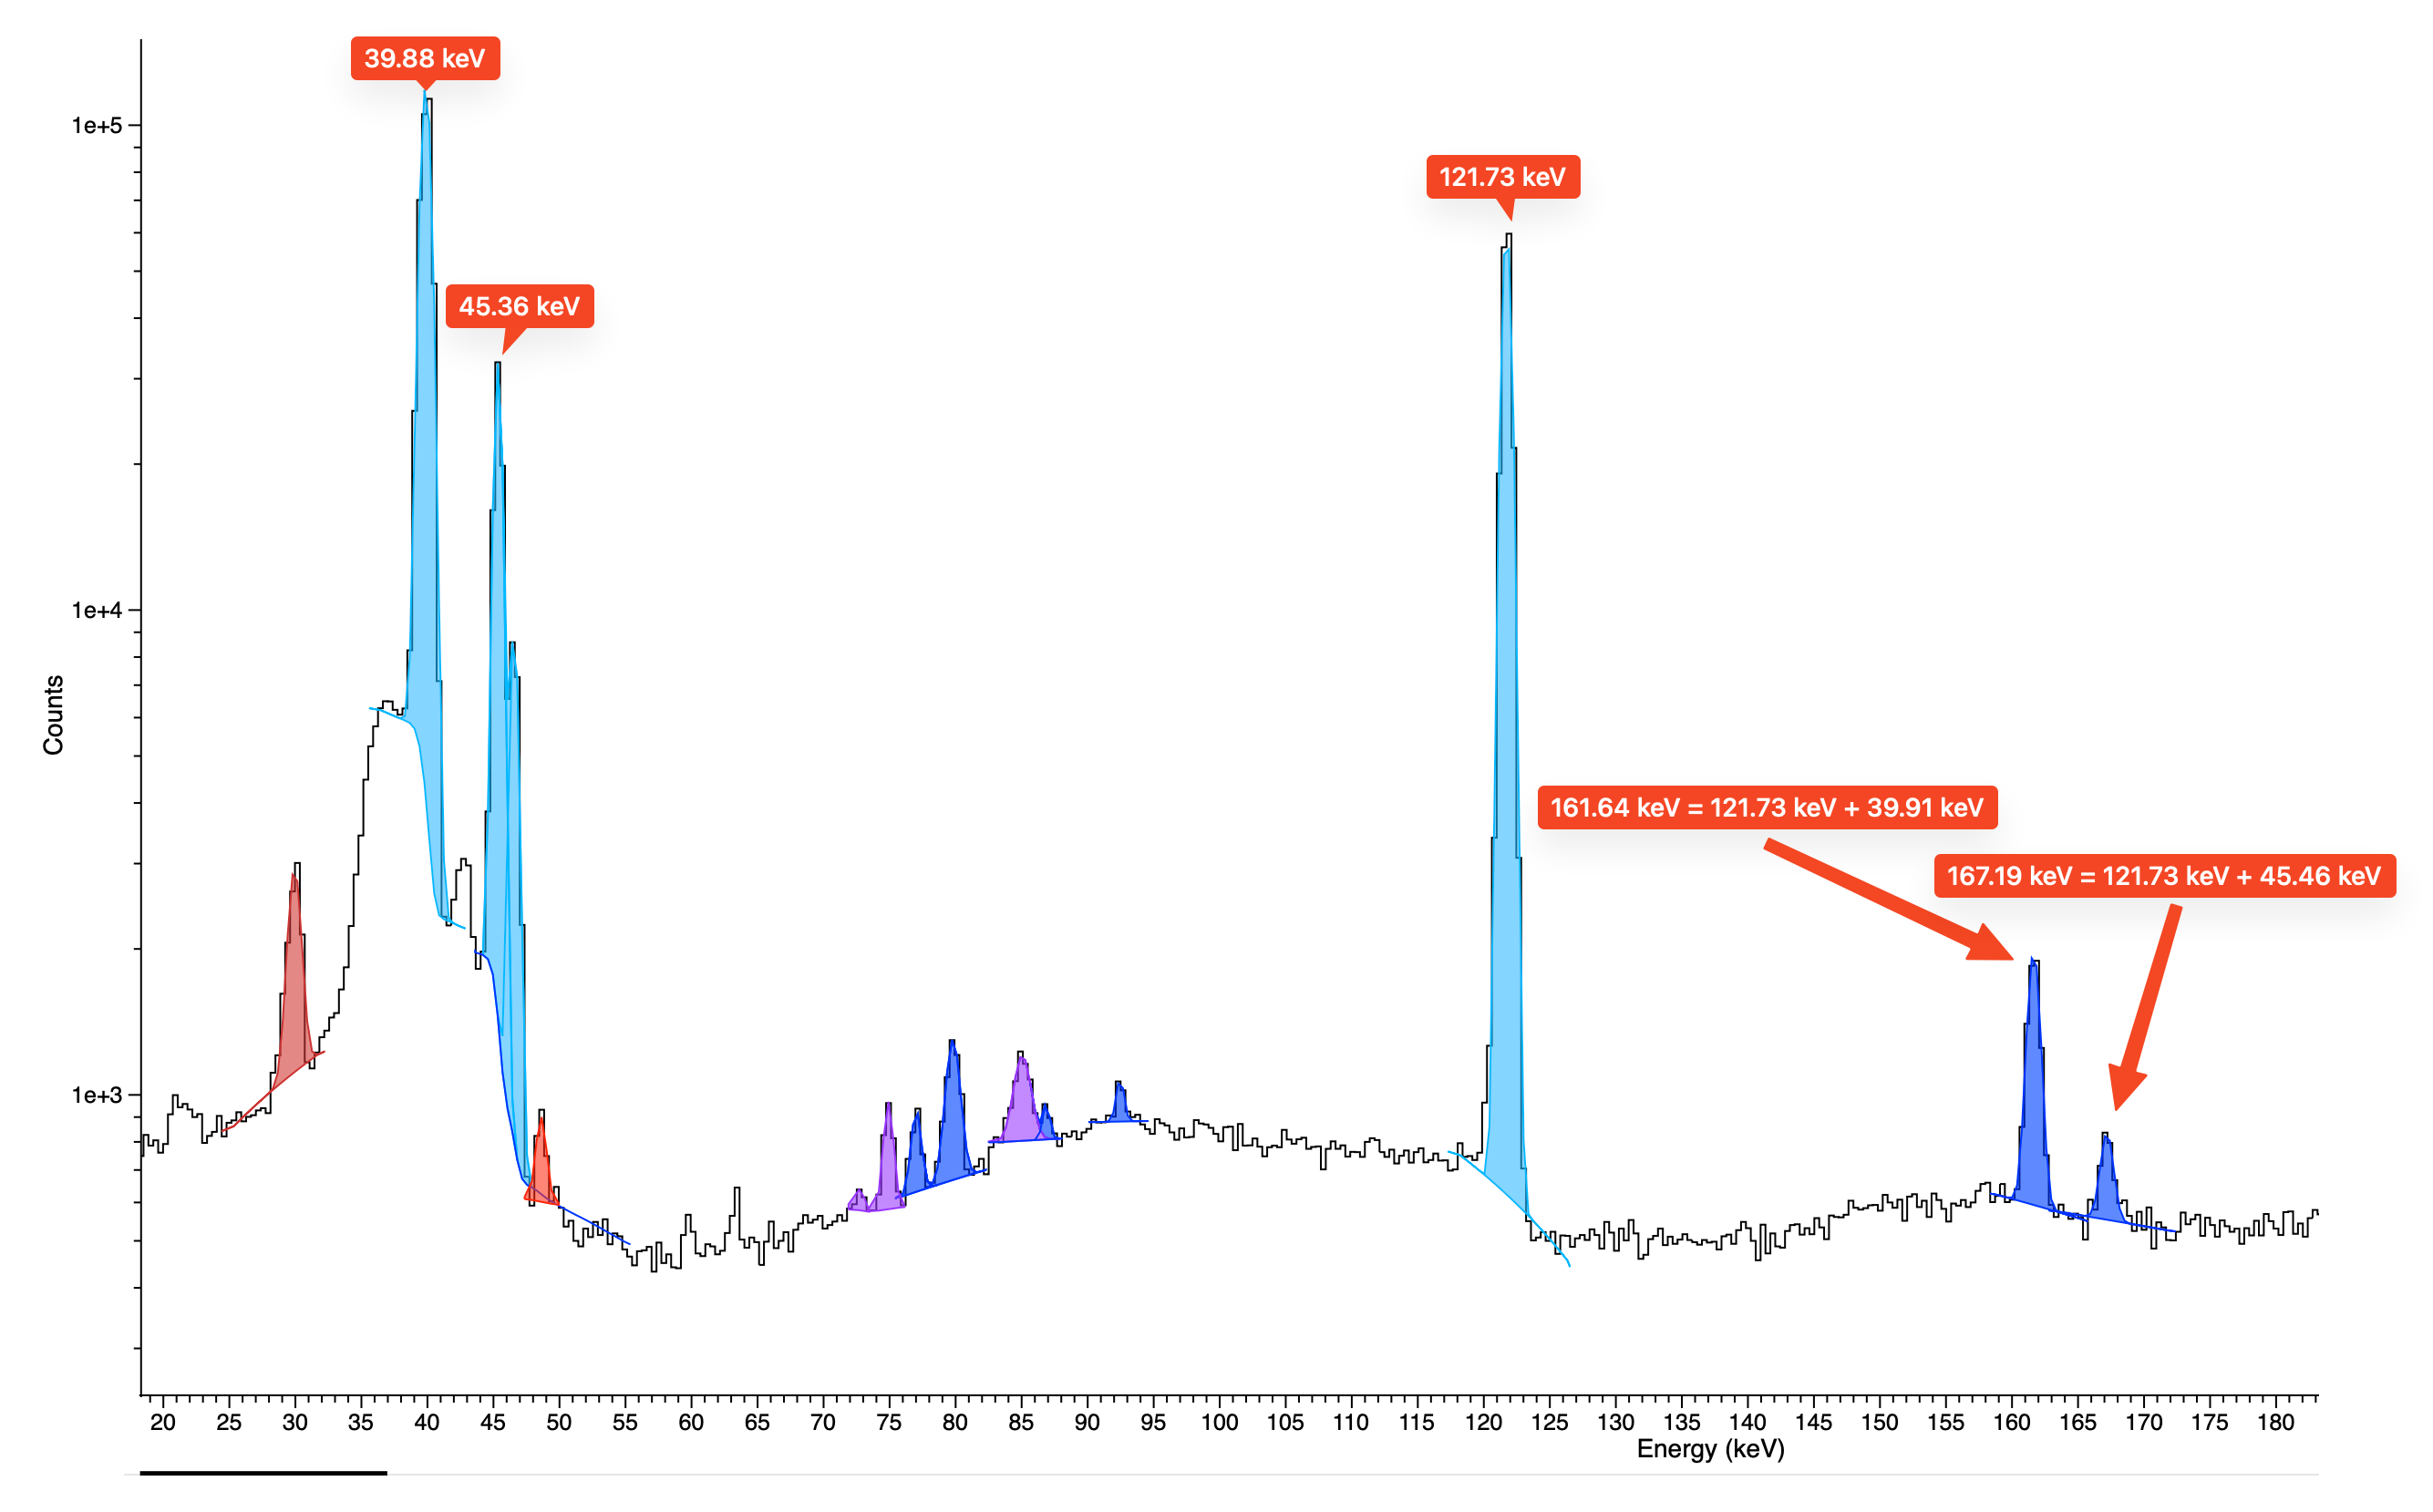 39.88 keV
1e+5
121.73 keV
45.36 keV
1e+4
Counts
161.64 keV = 121.73 keV + 39.91 keV
167.19 keV = 121.73 keV + 45.46 keV
1e+3
20 25 30 35 40 45 50 55 60 65 70 75 80 85 90 95 100 105 110 115 120 125 130 135 140 145 150 155 160 165 170 175 180
Energy (keV)